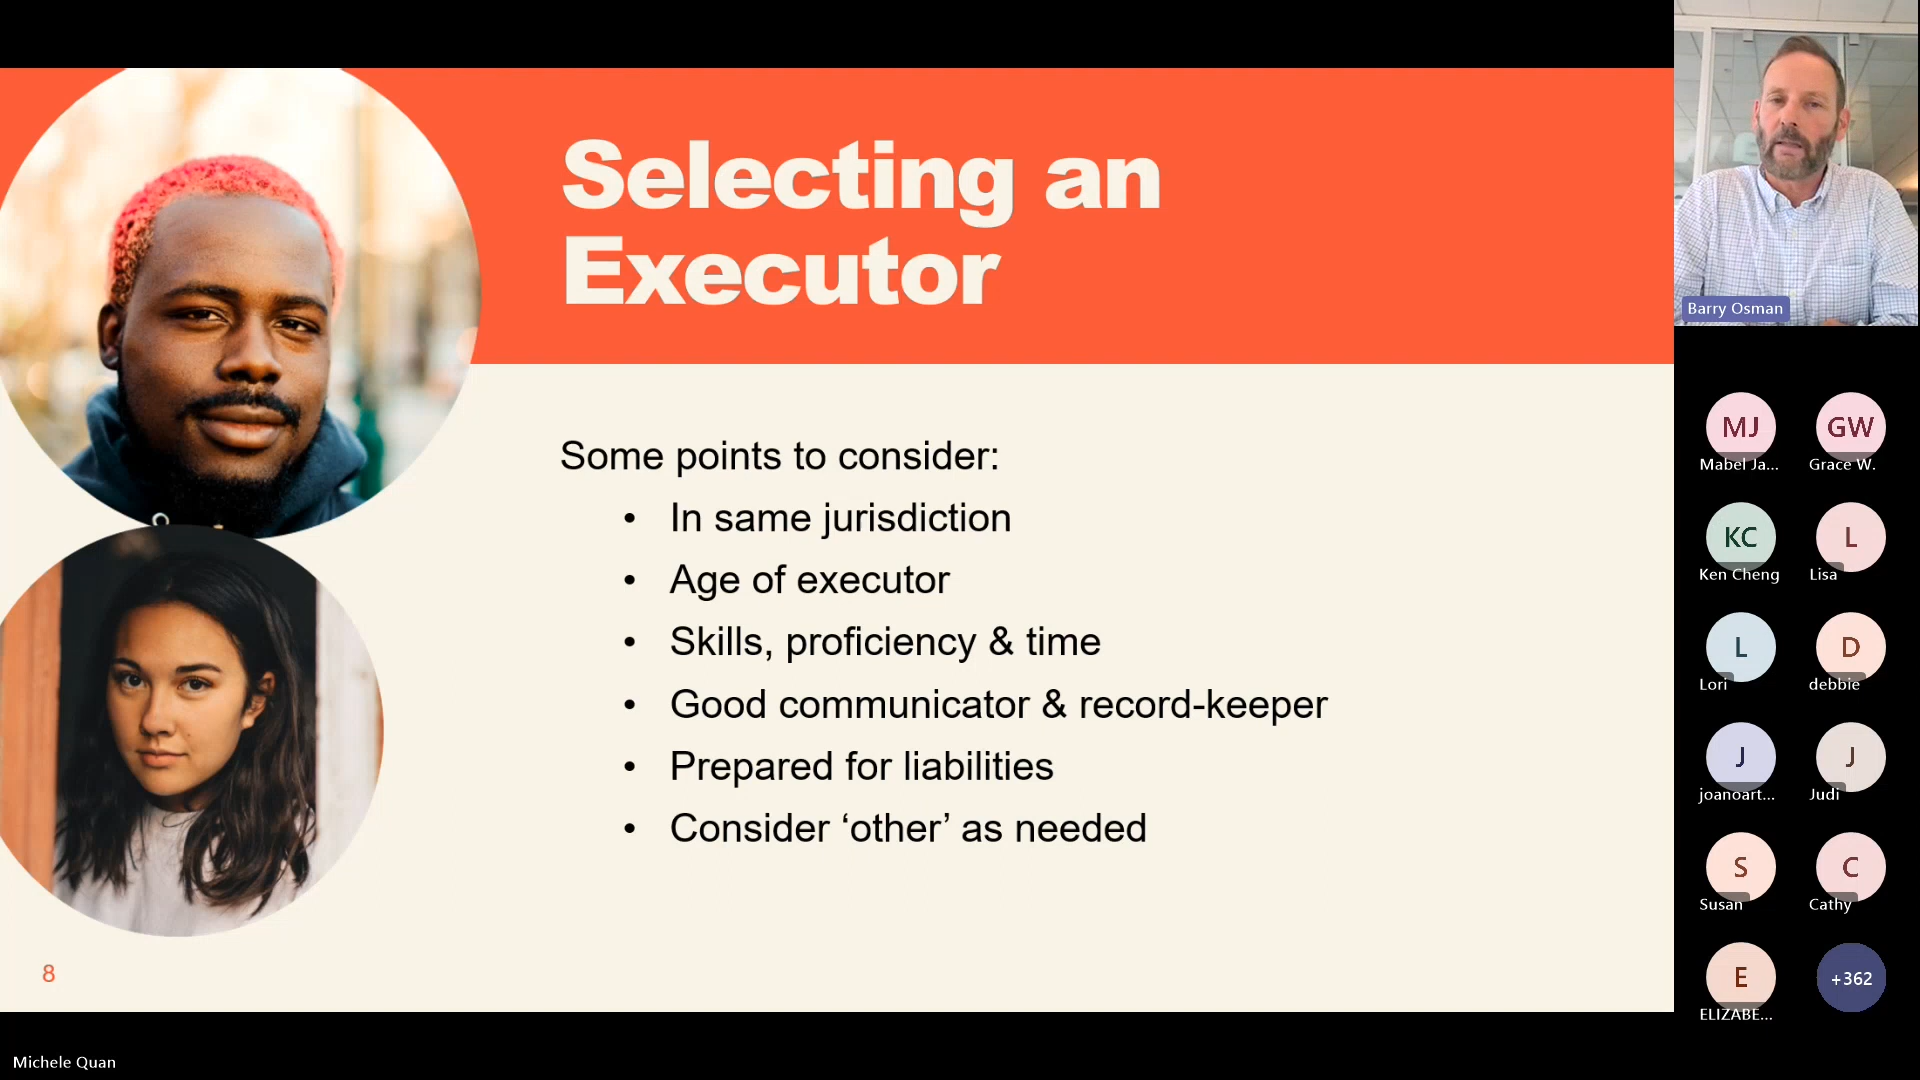 Selecting an
Executor
Some points to consider:
• In same jurisdiction
• Age of executor
• Skills, proficiency & time
• Good communicator & record-keeper
• Prepared for liabilities
• Consider ‘other’ as needed
8
Michele Quan
Barry Osman
MJ GW
Mabel Ja... Grace W.
KC L
Ken Cheng Lisa
L D
Lori debbie
J J
joanoart... Judi
S C
Susan Cathy
E +362
ELIZABE...